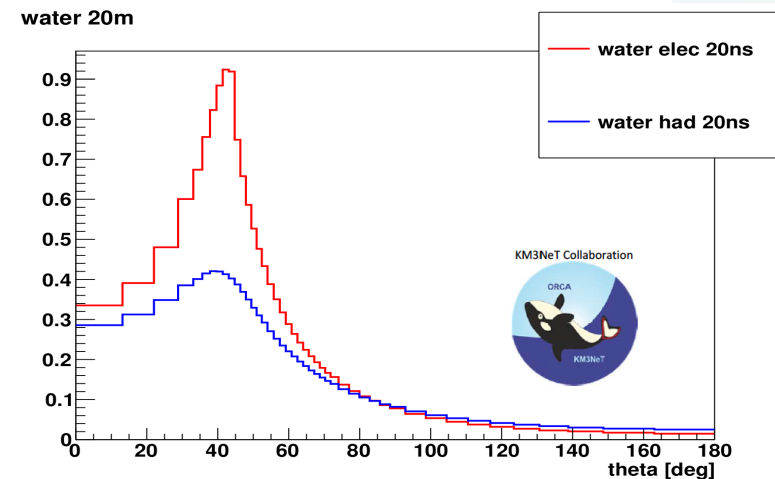 water 20m
water elec 20ns
water had 20ns
0.9
0.8
0.7
0.6
0.5
0.4
0.3
0.2
0.1
0
KM3NeT Collaboration
ORCA
KM3NeT
0 20 40 60 80 100 120 140 160 180
theta [deg]